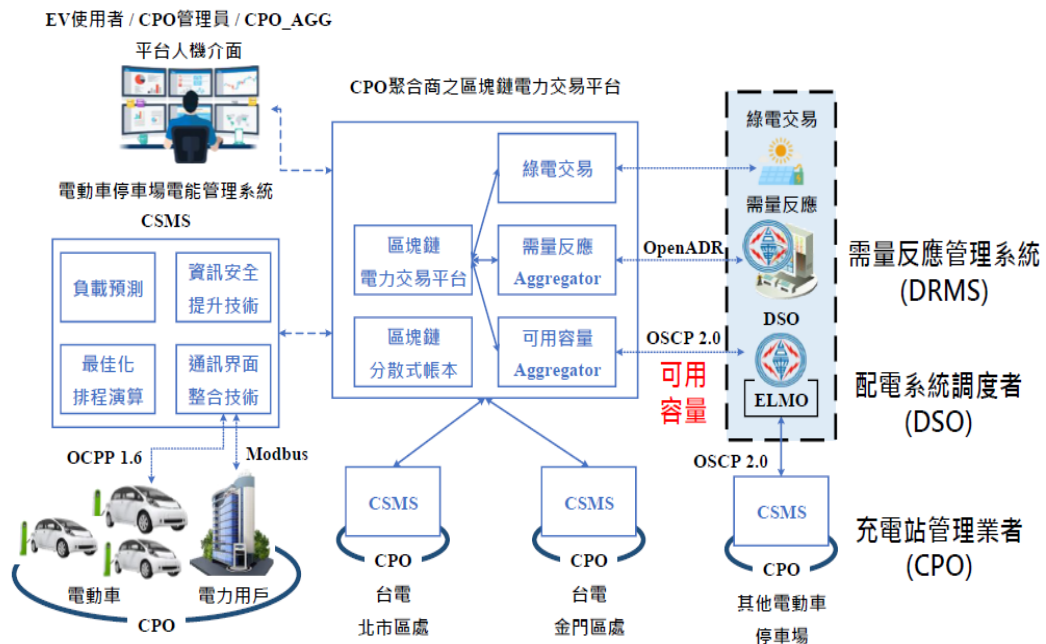 EV使用者 / CPO管理員 / CPO_AGG
平台人機介面
電動車停車場電能管理系統
CSMS
負載預測
資訊安全
提升技術
最佳化
排程演算
通訊界面
整合技術
OCPP 1.6
Modbus
電動車
電力用戶
CPO
CPO聚合商之區塊鏈電力交易平台
區塊鏈
電力交易平台
區塊鏈
分散式帳本
綠電交易
需量反應
Aggregator
可用容量
Aggregator
CSMS
CPO
台電
北市區處
CSMS
CPO
台電
金門區處
OpenADR
OSCP 2.0
可用
容量
綠電交易
需量反應
DSO
ELMO
OSCP 2.0
CSMS
CPO
其他電動車
停車場
需量反應管理系統
(DRMS)
配電系統調度者
(DSO)
充電站管理業者
(CPO)